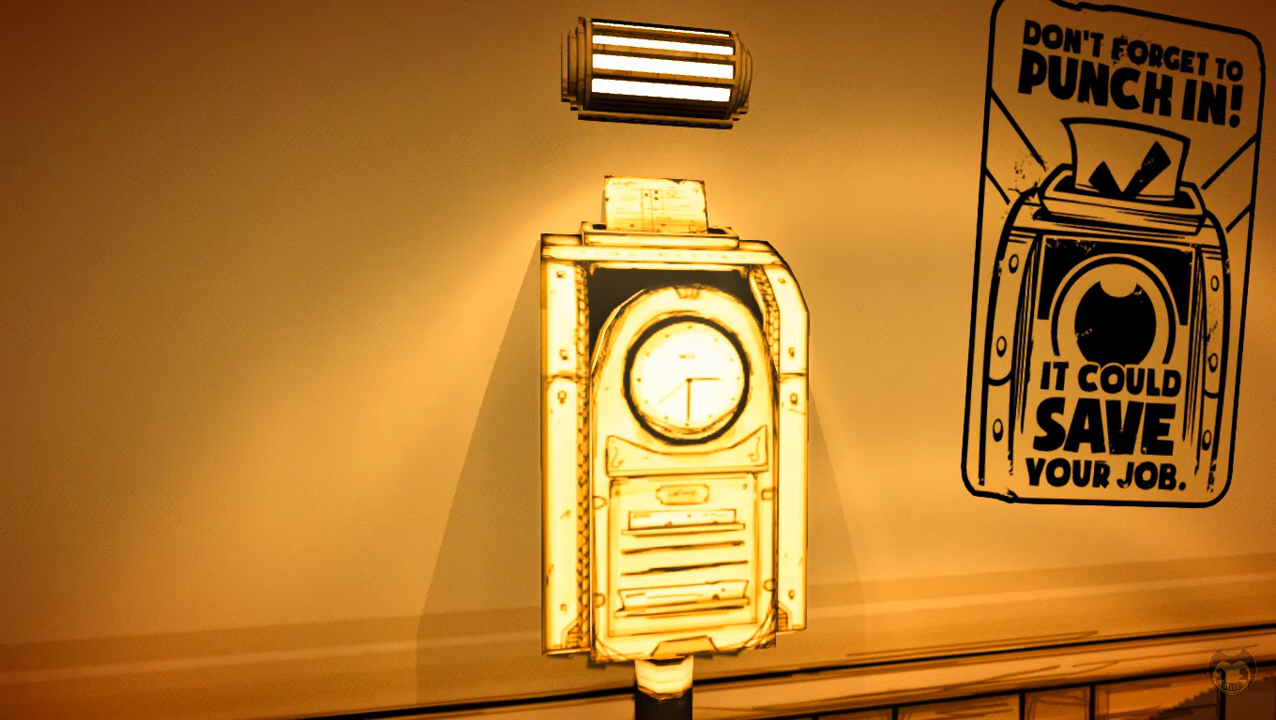 DON'T FORGET TO
PUNCH IN!
IT COULD
SAVE
YOUR JOB.